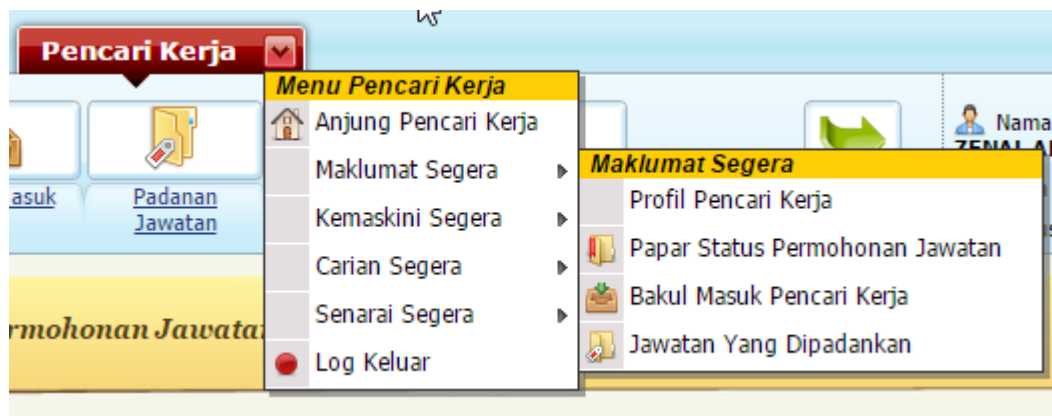 Pencari Kerja
Menu Pencari Kerja
Anjung Pencari Kerja
Maklumat Segera
Kemaskini Segera
Carian Segera
Senarai Segera
Log Keluar
Maklumat Segera
Profil Pencari Kerja
Papar Status Permohonan Jawatan
Bakul Masuk Pencari Kerja
Jawatan Yang Dipadankan
Nama
asuk
Padanan
Jawatan
rmohonan Jawata